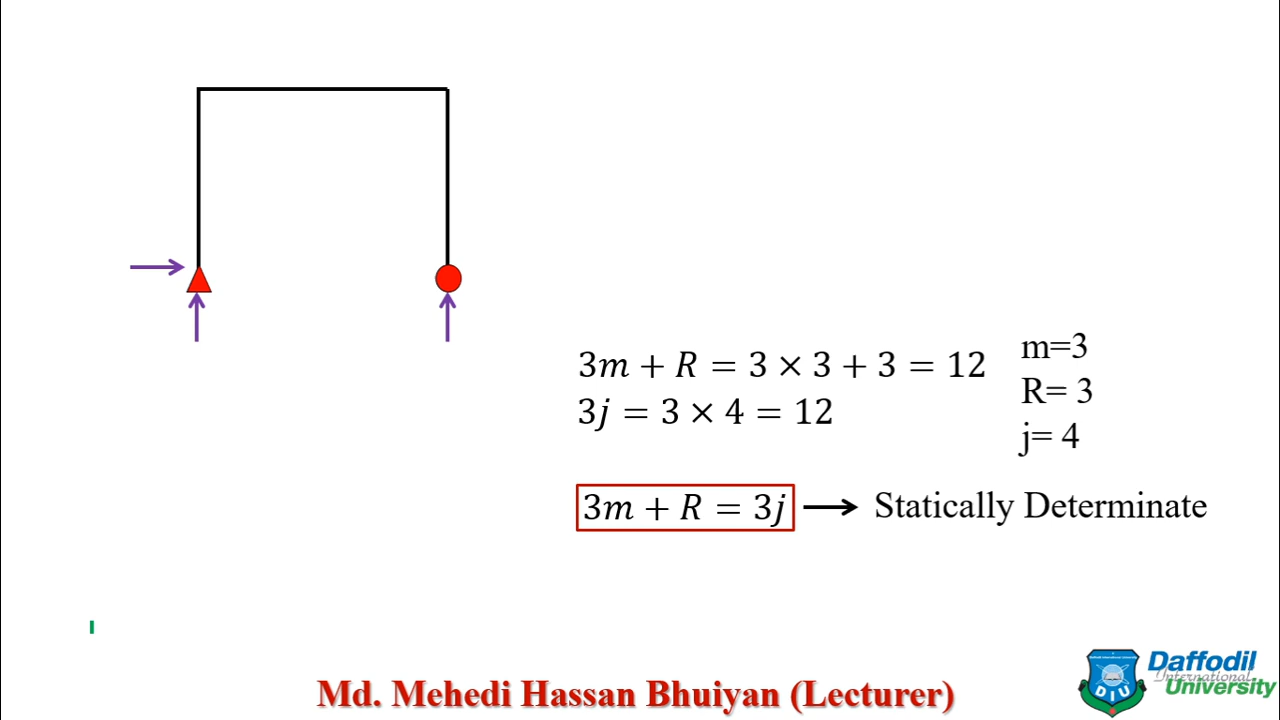 3m + R = 3 × 3 + 3 = 12
3j = 3 × 4 = 12
m=3
R= 3
j= 4
3m + R = 3j
Statically Determinate
Md. Mehedi Hassan Bhuiyan (Lecturer)
DIU
Daffodil
International
University